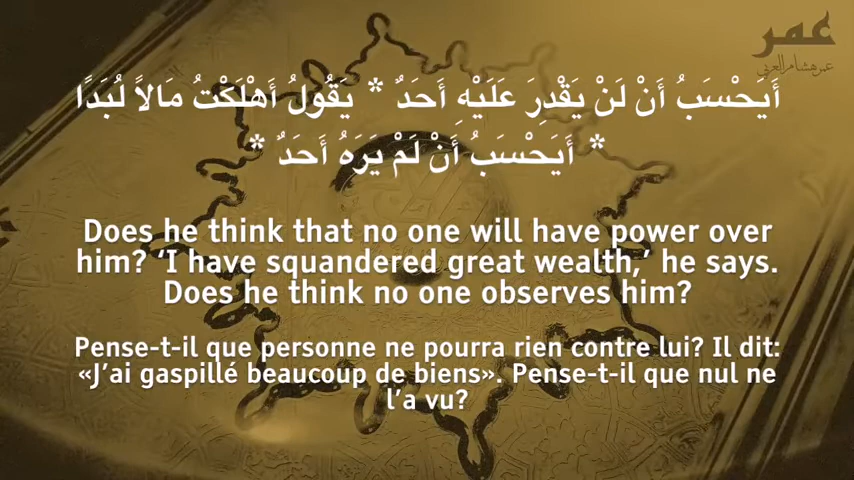 عمر
عمر هشام العربي
أَيَحْسَبُ أَنْ لَنْ يَقْدِرَ عَلَيْهِ أَحَدٌ * يَقُولُ أَهْلَكْتُ مَالاً لُبَدًا
* أَيَحْسَبُ أَنْ لَمْ يَرَهُ أَحَدٌ *
Does he think that no one will have power over
him? ‘I have squandered great wealth,’ he says.
Does he think no one observes him?
Pense-t-il que personne ne pourra rien contre lui? Il dit:
«J’ai gaspillé beaucoup de biens». Pense-t-il que nul ne
l’a vu?